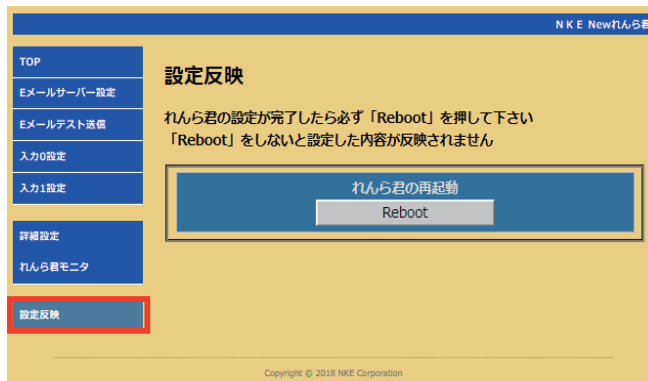 NKE Newれんら君
TOP
Eメールサーバー設定
Eメールテスト送信
入力0設定
入力1設定
詳細設定
れんら君モニタ
設定反映
設定反映
れんら君の設定が完了したら必ず「Reboot」を押して下さい
「Reboot」をしないと設定した内容が反映されません
れんら君の再起動
Reboot
Copyright © 2018 NKE Corporation